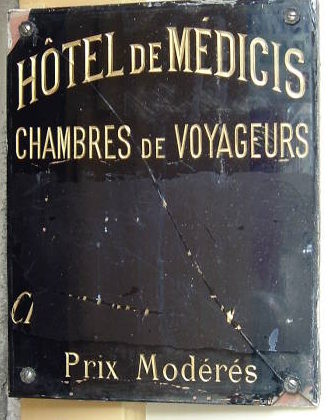 HÔTEL DE MÉDICIS
CHAMBRES DE VOYAGEURS
Prix Modérés